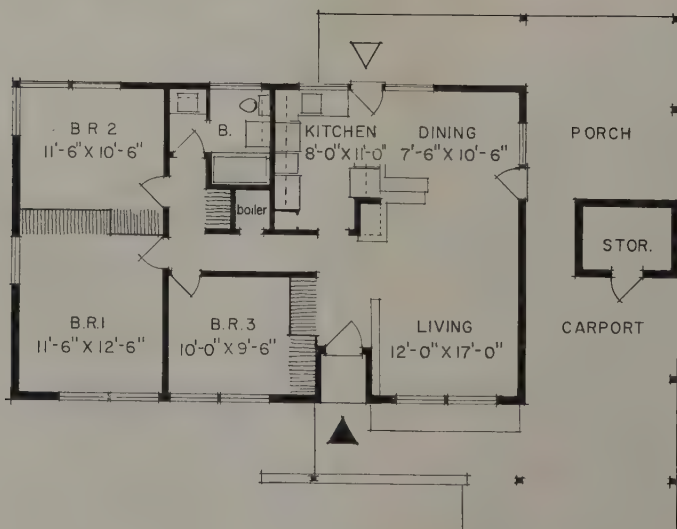 B R 2
11'-6" X 10'-6"
B.
KITCHEN
8'-0" X 11'-0"
DINING
7'-6" X 10'-6"
PORCH
boiler
STOR.
B.R.1
11'-6" X 12'-6"
B.R.3
10'-0" X 9'-6"
LIVING
12'-0" X 17'-0"
CARPORT